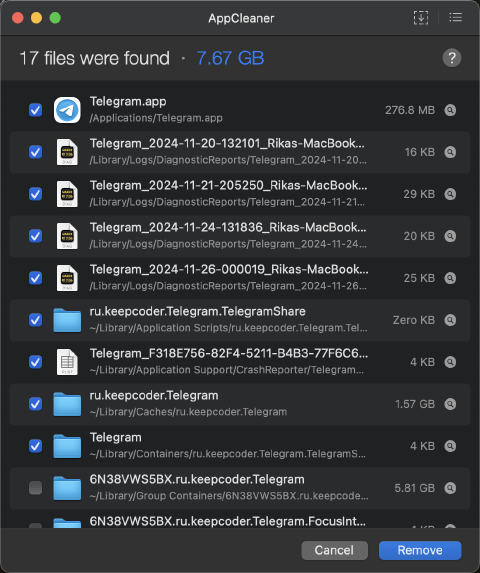 AppCleaner
17 files were found · 7.67 GB
?
Telegram.app
/Applications/Telegram.app
276.8 MB
Telegram_2024-11-20-132101_Rikas-MacBook...
/Library/Logs/DiagnosticReports/Telegram_2024-11-20...
16 KB
Telegram_2024-11-21-205250_Rikas-MacBook...
/Library/Logs/DiagnosticReports/Telegram_2024-11-21...
29 KB
Telegram_2024-11-24-131836_Rikas-MacBook...
/Library/Logs/DiagnosticReports/Telegram_2024-11-24...
20 KB
Telegram_2024-11-26-000019_Rikas-MacBook...
/Library/Logs/DiagnosticReports/Telegram_2024-11-26...
25 KB
ru.keepcoder.Telegram.TelegramShare
~/Library/Application Scripts/ru.keepcoder.Telegram.Tel...
Zero KB
Telegram_F318E756-82F4-5211-B4B3-77F6C6...
~/Library/Application Support/CrashReporter/Telegram...
4 KB
ru.keepcoder.Telegram
~/Library/Caches/ru.keepcoder.Telegram
1.57 GB
Telegram
~/Library/Containers/ru.keepcoder.Telegram.TelegramS...
4 KB
6N38VWS5BX.ru.keepcoder.Telegram
~/Library/Group Containers/6N38VWS5BX.ru.keepcode...
5.81 GB
6N38VWS5BX.ru.keepcoder.Telegram.FocusInt...
Cancel
Remove